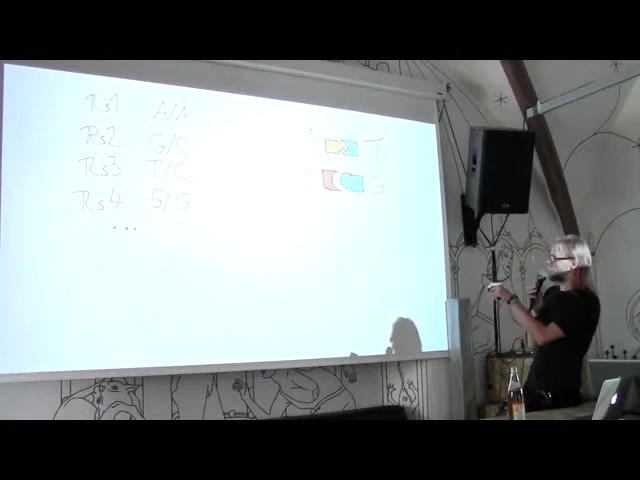 Rs1 A/A
Rs2 G/C
Rs3 T/C
Rs4 G/G
...
A T
G